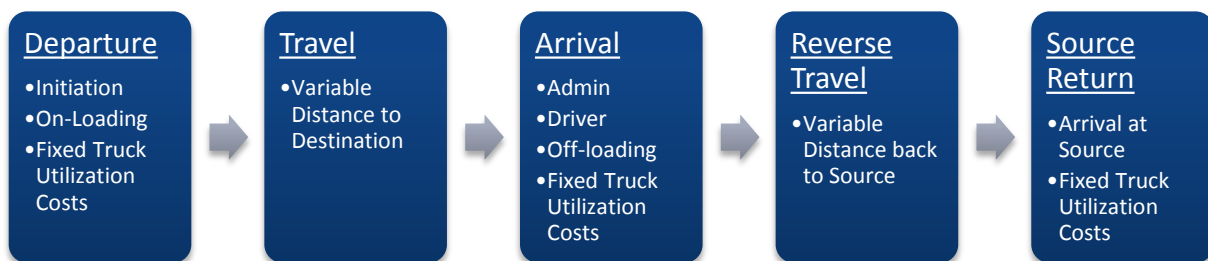 Departure
•Initiation
•On-Loading
•Fixed Truck
Utilization
Costs
Travel
•Variable
Distance to
Destination
Arrival
•Admin
•Driver
•Off-loading
•Fixed Truck
Utilization
Costs
Reverse
Travel
•Variable
Distance back
to Source
Source
Return
•Arrival at
Source
•Fixed Truck
Utilization
Costs